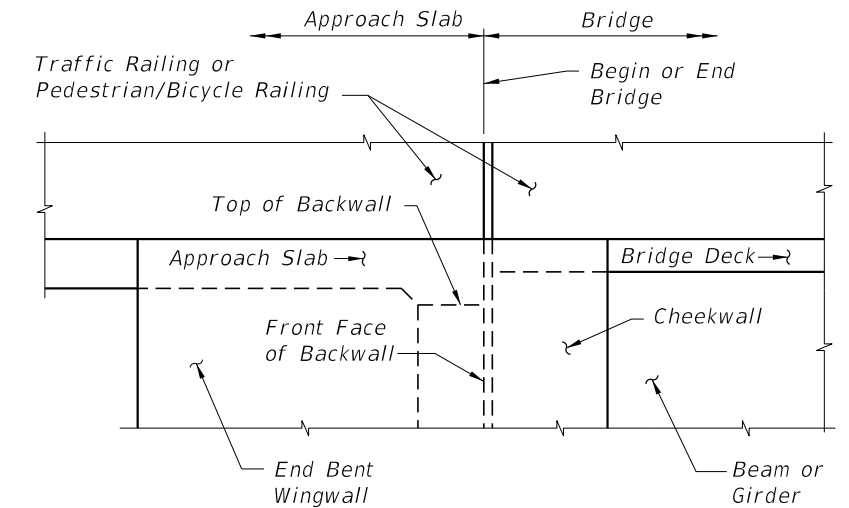 Approach Slab
Bridge
Traffic Railing or
Pedestrian/Bicycle Railing
Begin or End
Bridge
Top of Backwall
Approach Slab
Bridge Deck
Front Face
of Backwall
Cheekwall
End Bent
Wingwall
Beam or
Girder